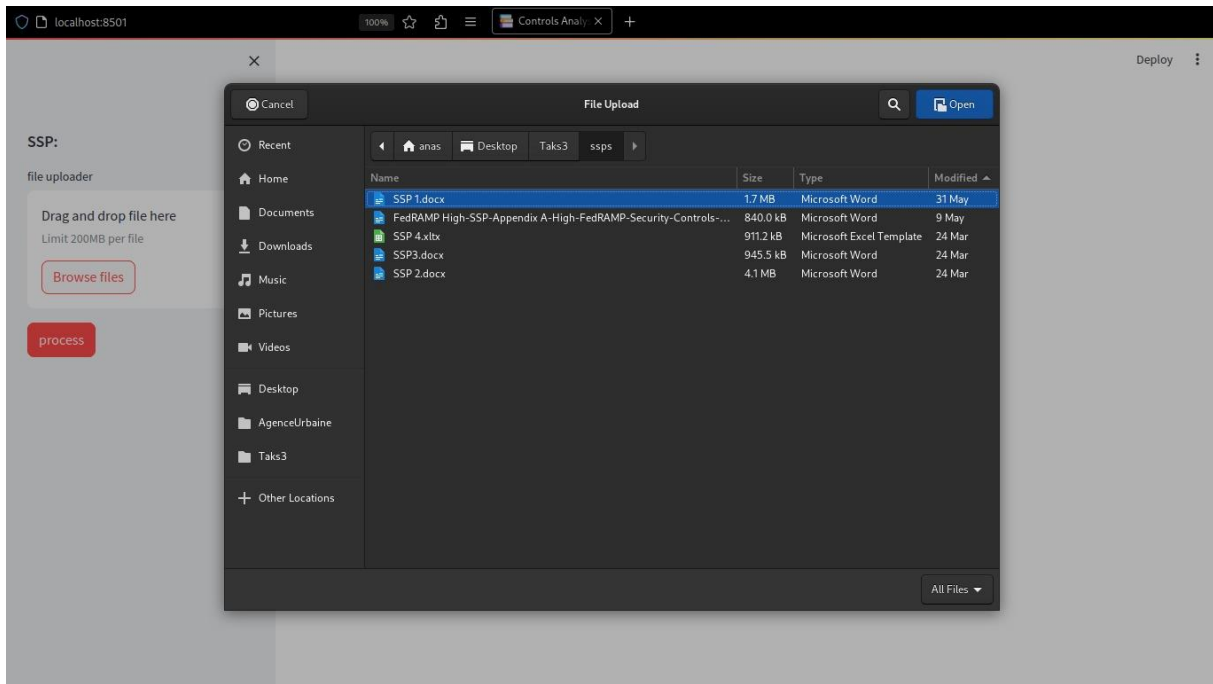 localhost:8501 100% Controls Analy
Deploy
Cancel File Upload Open
SSP:
file uploader
Drag and drop file here
Limit 200MB per file
Browse files
process
Recent
Home
Documents
Downloads
Music
Pictures
Videos
Desktop
AgenceUrbaine
Taks3
Other Locations
anas Desktop Taks3 ssps
Name Size Type Modified
SSP 1.docx 1.7 MB Microsoft Word 31 May
FedRAMP High-SSP-Appendix A-High-FedRAMP-Security-Controls-... 840.0 kB Microsoft Word 9 May
SSP 4.xltx 911.2 kB Microsoft Excel Template 24 Mar
SSP3.docx 945.5 kB Microsoft Word 24 Mar
SSP 2.docx 4.1 MB Microsoft Word 24 Mar
All Files